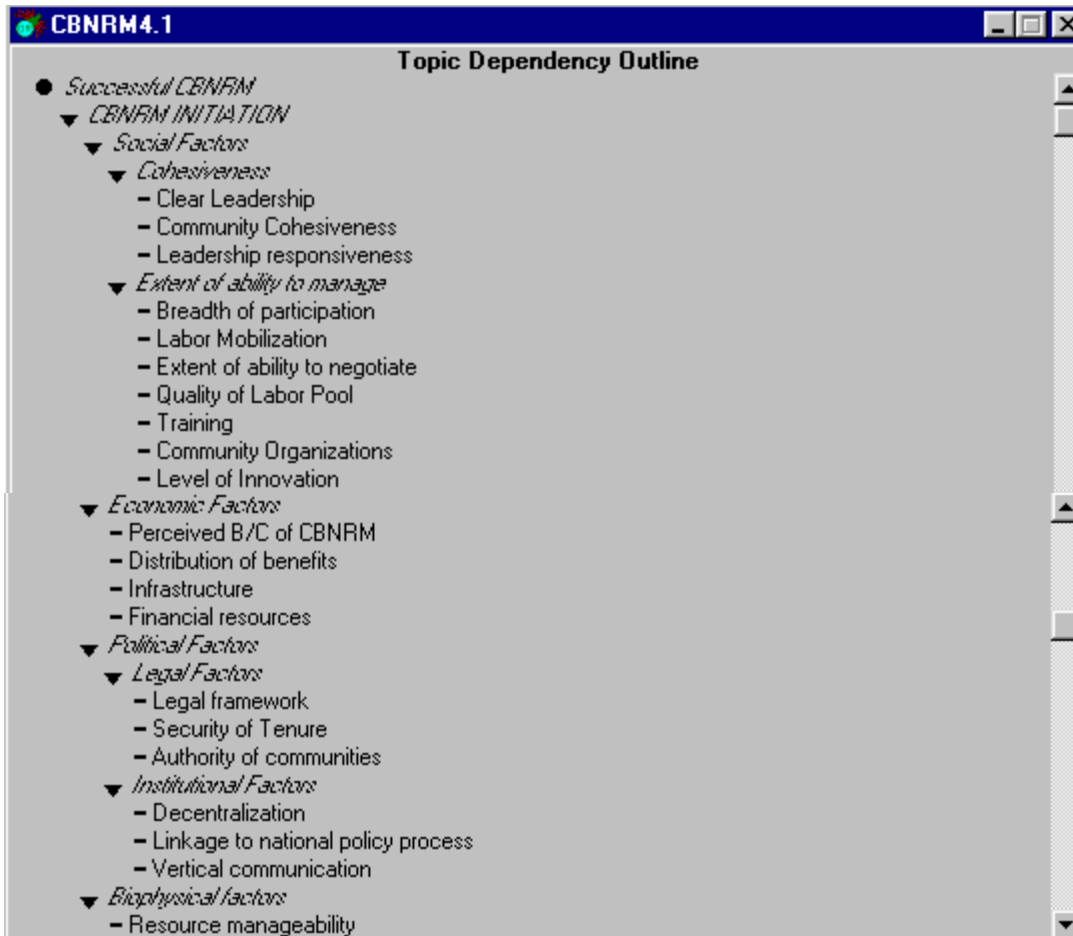 CBNRM4.1
Topic Dependency Outline
Successful CBNRM
CBNRM INITIATION
Social Factors
Cohesiveness
Clear Leadership
Community Cohesiveness
Leadership responsiveness
Extent of ability to manage
Breadth of participation
Labor Mobilization
Extent of ability to negotiate
Quality of Labor Pool
Training
Community Organizations
Level of Innovation
Economic Factors
Perceived B/C of CBNRM
Distribution of benefits
Infrastructure
Financial resources
Political Factors
Legal Factors
Legal framework
Security of Tenure
Authority of communities
Institutional Factors
Decentralization
Linkage to national policy process
Vertical communication
Biophysical factors
Resource manageability